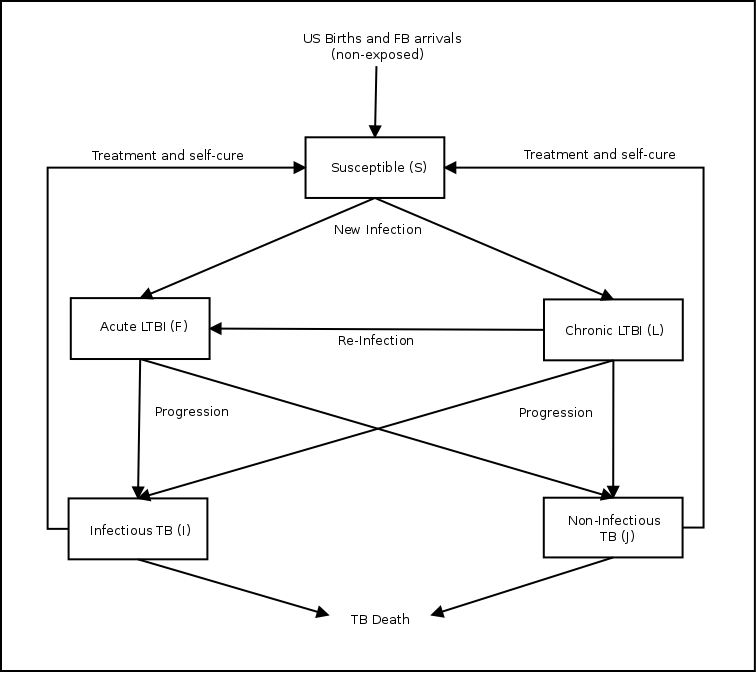 US Births and FB arrivals
(non-exposed)
Treatment and self-cure
Treatment and self-cure
Susceptible (S)
New Infection
Acute LTBI (F)
Chronic LTBI (L)
Re-Infection
Progression
Progression
Infectious TB (I)
Non-Infectious
TB (J)
TB Death